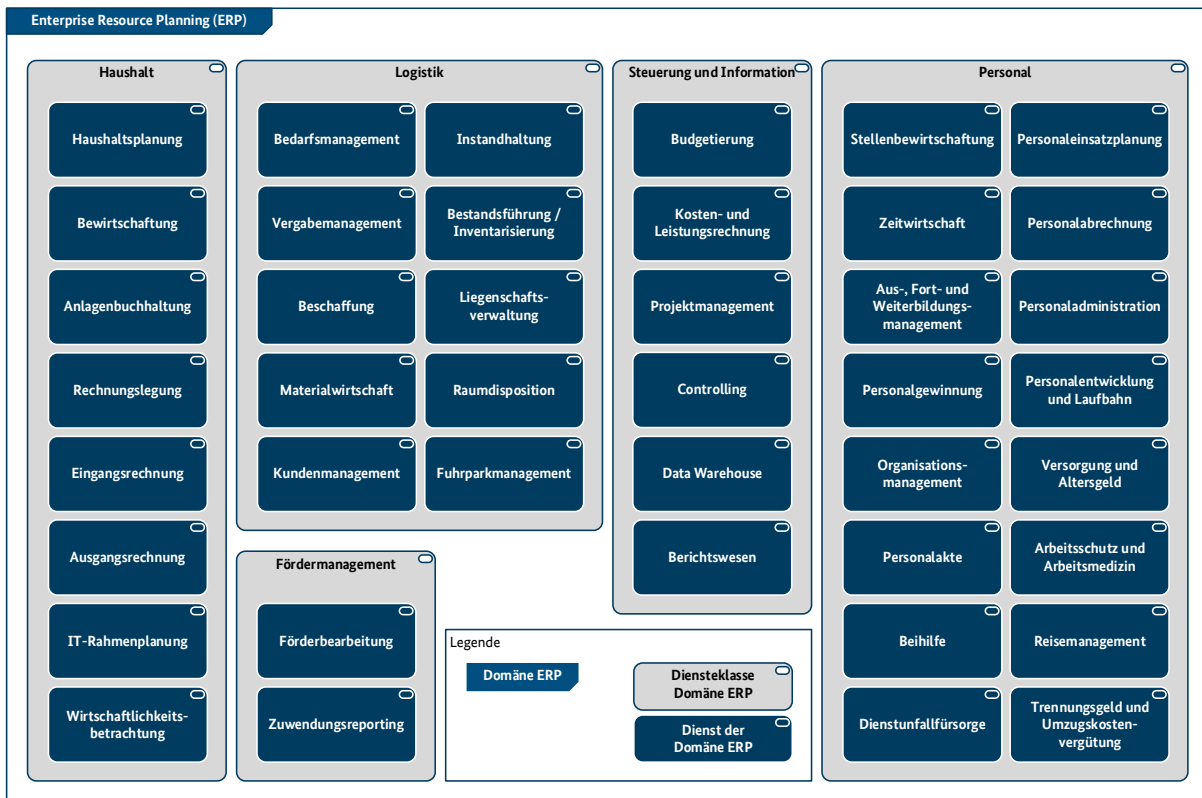 Enterprise Resource Planning (ERP)
Haushalt
Haushaltsplanung
Bewirtschaftung
Anlagenbuchhaltung
Rechnungslegung
Eingangsrechnung
Ausgangsrechnung
IT-Rahmenplanung
Wirtschaftlichkeits-
betrachtung
Logistik
Bedarfsmanagement
Instandhaltung
Vergabemanagement
Bestandsführung /
Inventarisierung
Beschaffung
Liegenschafts-
verwaltung
Materialwirtschaft
Raumdisposition
Kundenmanagement
Fuhrparkmanagement
Fördermanagement
Förderbearbeitung
Zuwendungsreporting
Steuerung und Information
Budgetierung
Kosten- und
Leistungsrechnung
Projektmanagement
Controlling
Data Warehouse
Berichtswesen
Personal
Stellenbewirtschaftung
Personaleinsatzplanung
Zeitwirtschaft
Personalabrechnung
Aus-, Fort- und
Weiterbildungs-
management
Personaladministration
Personalgewinnung
Personalentwicklung
und Laufbahn
Organisations-
management
Versorgung und
Altersgeld
Personalakte
Arbeitsschutz und
Arbeitsmedizin
Beihilfe
Reisemanagement
Dienstunfallfürsorge
Trennungsgeld und
Umzugskosten-
vergütung
Legende
Domäne ERP
Diensteklasse
Domäne ERP
Dienst der
Domäne ERP